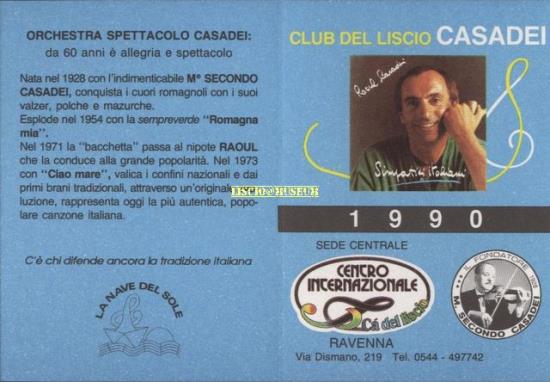 ORCHESTRA SPETTACOLO CASADEI:
da 60 anni è allegria e spettacolo
Nata nel 1928 con l'indimenticabile M° SECONDO
CASADEI, conquista i cuori romagnoli con i suoi
valzer, polche e mazurche.
Esplode nel 1954 con la sempreverde "Romagna
mia".
Nel 1971 la "bacchetta" passa al nipote RAOUL
che la conduce alla grande popolarità. Nel 1973
con "Ciao mare", valica i confini nazionali e dai
primi brani tradizionali, attraverso un'original
luzione, rappresenta oggi la più autentica, popo-
lare canzone italiana.
C'è chi difende ancora la tradizione italiana
LA NAVE DEL SOLE
CLUB DEL LISCIO CASADEI
Raoul Casadei
Simpatici Italiani
1990
SEDE CENTRALE
CENTRO
INTERNAZIONALE
Cá del liscio
IL FONDATORE 1928
M. SECONDO CASADEI
RAVENNA
Via Dismano, 219 Tel. 0544 - 497742